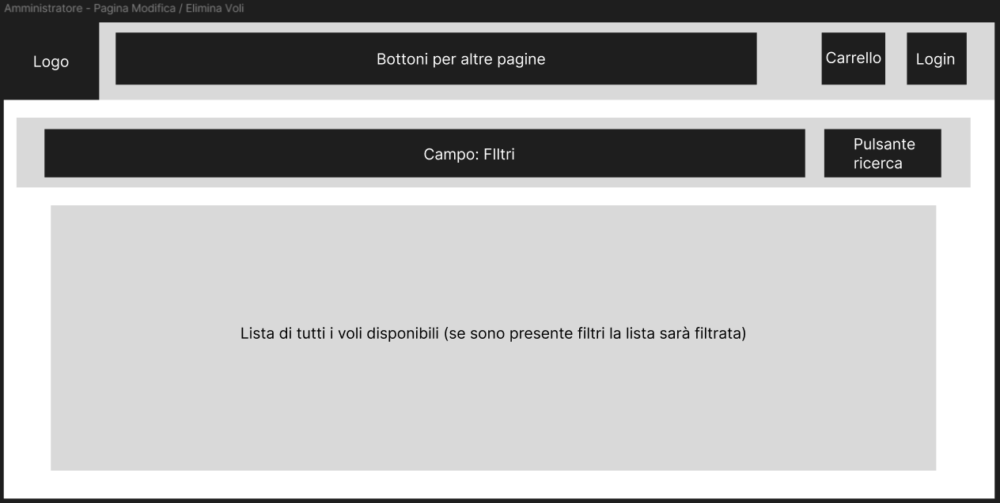 Amministratore - Pagina Modifica / Elimina Voli
Logo
Bottoni per altre pagine
Carrello
Login
Campo: FIltri
Pulsante
ricerca
Lista di tutti i voli disponibili (se sono presente filtri la lista sarà filtrata)